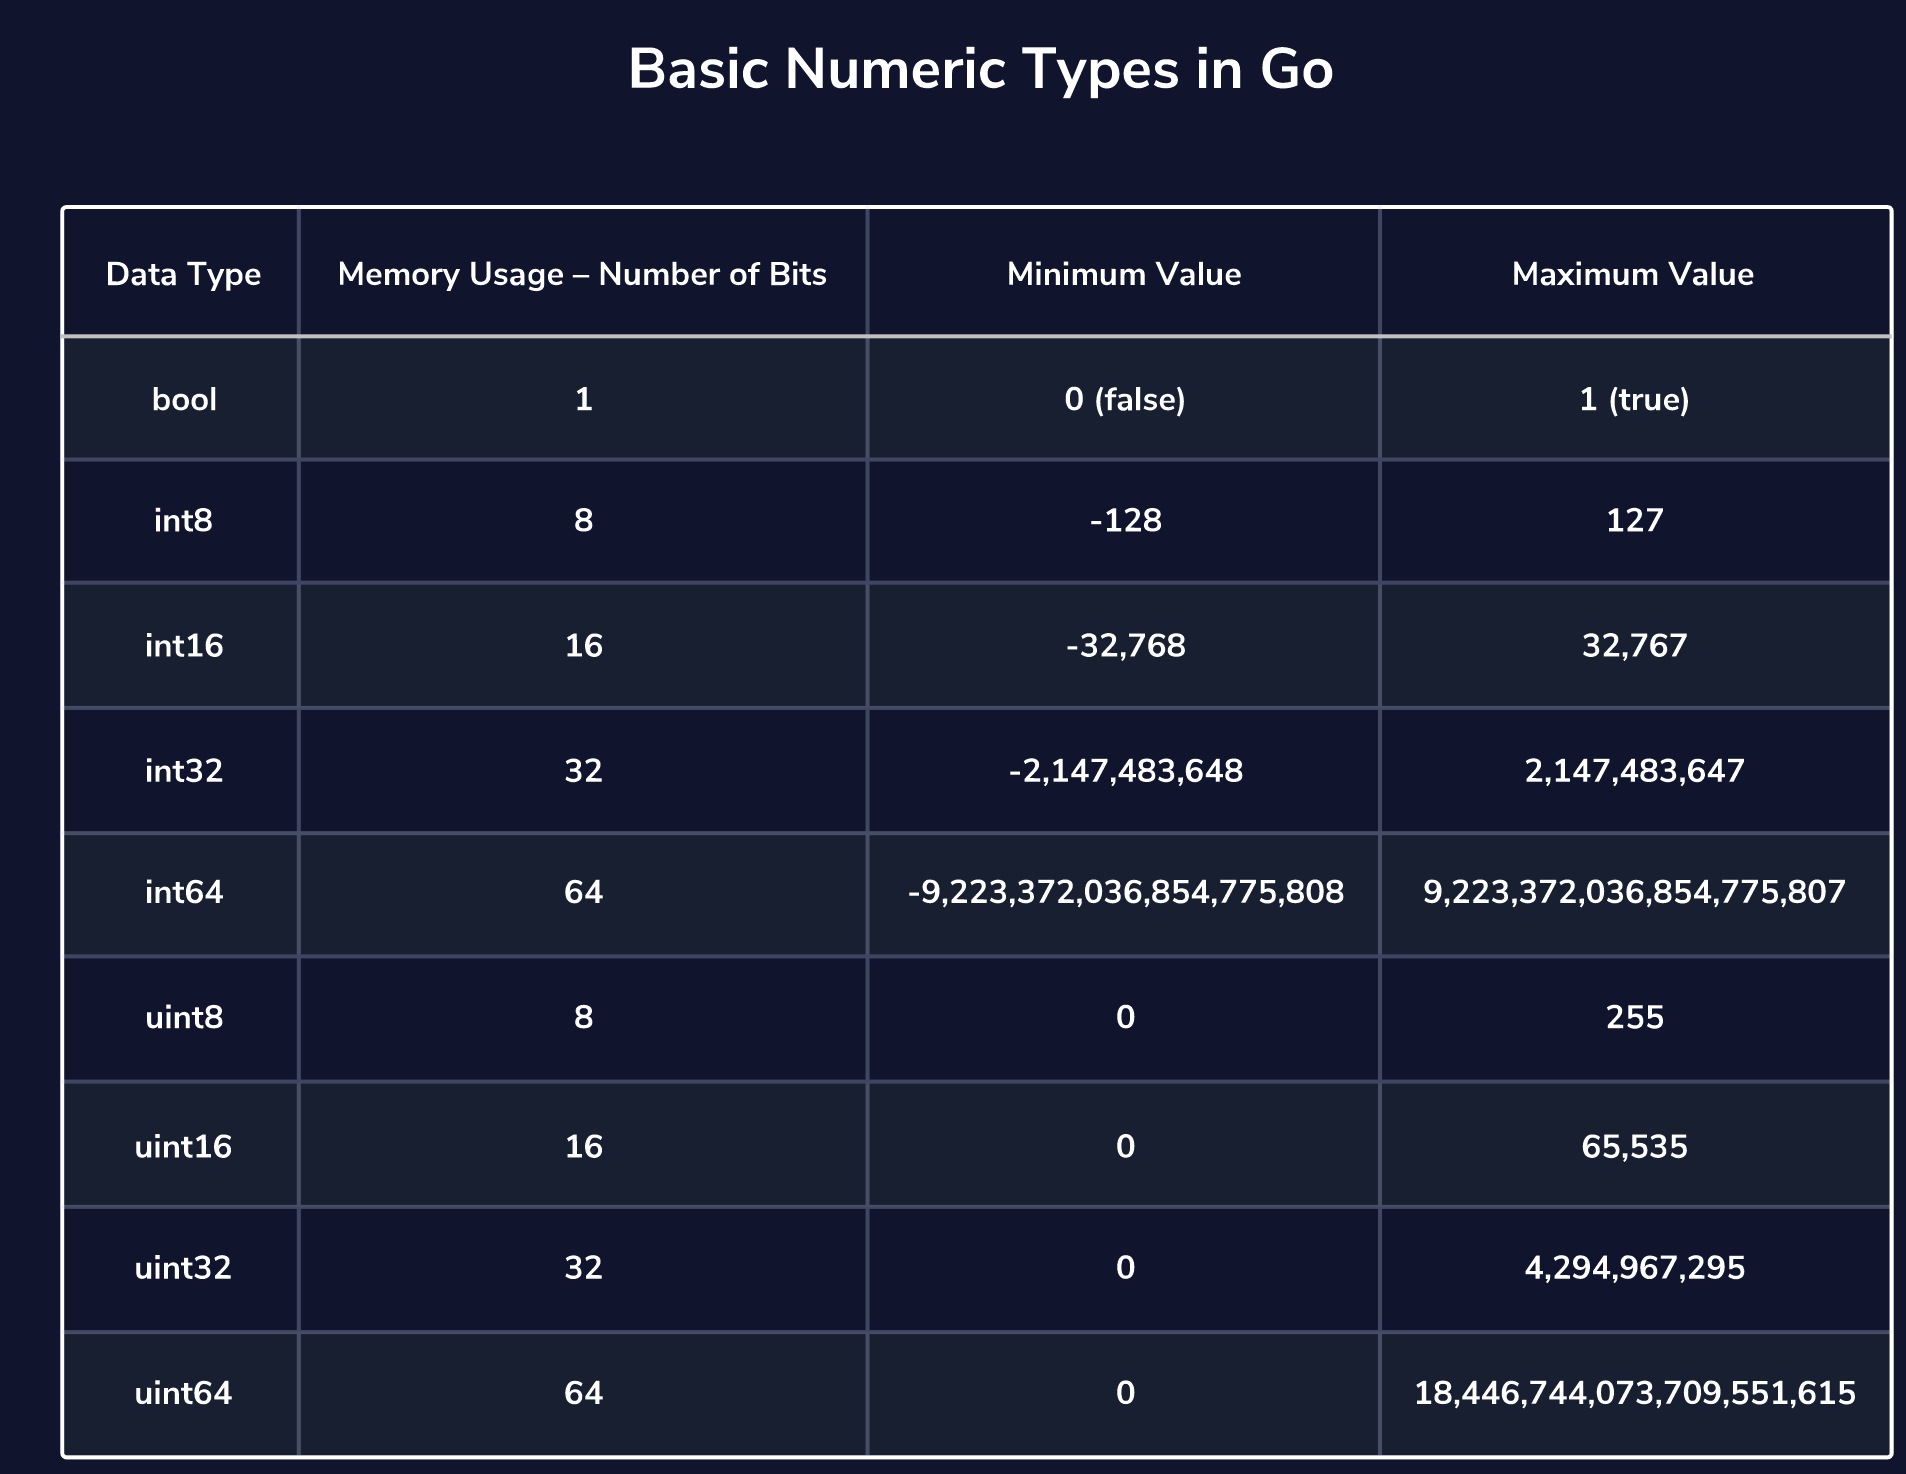 Basic Numeric Types in Go
Data Type Memory Usage – Number of Bits Minimum Value Maximum Value
bool 1 0 (false) 1 (true)
int8 8 -128 127
int16 16 -32,768 32,767
int32 32 -2,147,483,648 2,147,483,647
int64 64 -9,223,372,036,854,775,808 9,223,372,036,854,775,807
uint8 8 0 255
uint16 16 0 65,535
uint32 32 0 4,294,967,295
uint64 64 0 18,446,744,073,709,551,615